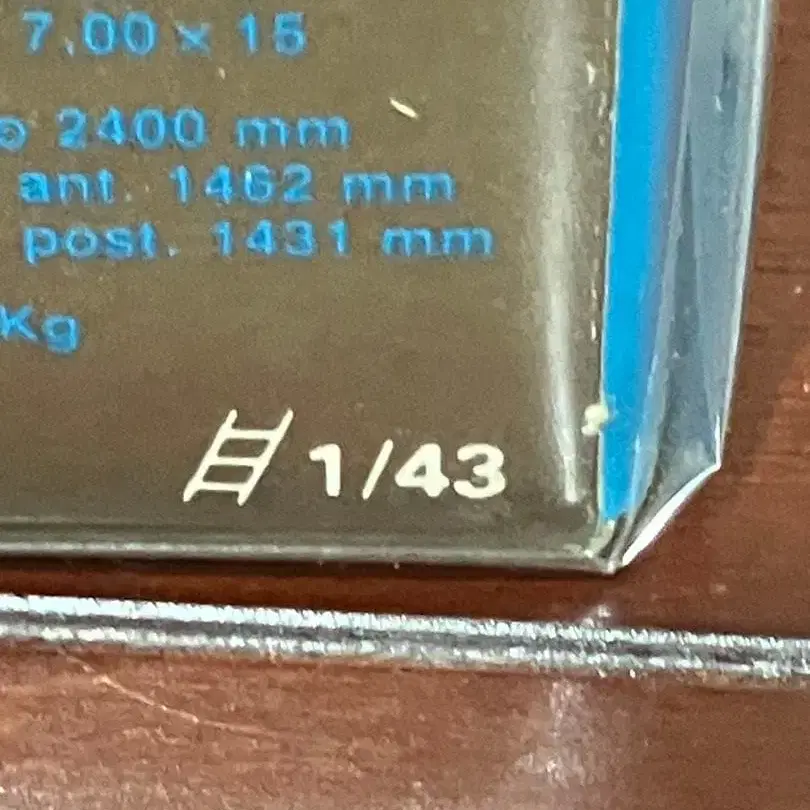 7.00 x 15
2400 mm
ant. 1462 mm
post. 1431 mm
Kg
1/43